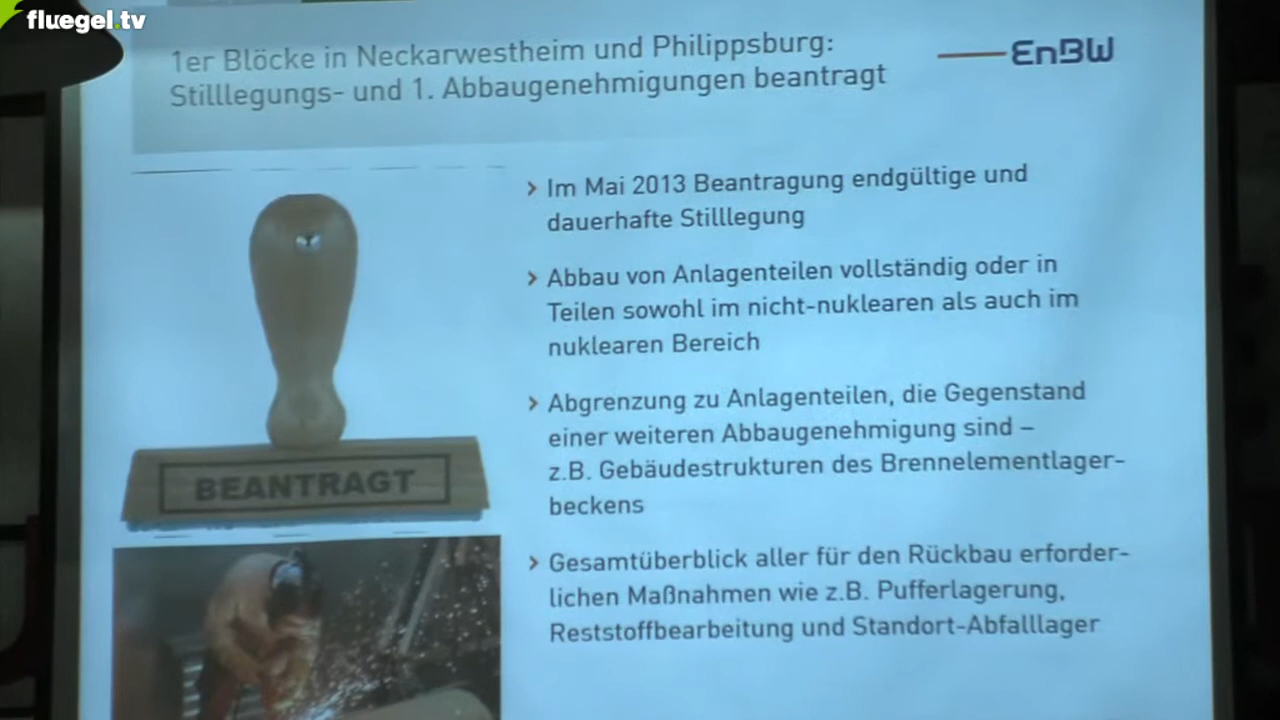 fluegel.tv
1er Blöcke in Neckarwestheim und Philippsburg:
Stilllegungs- und 1. Abbaugenehmigungen beantragt
EnBW
> Im Mai 2013 Beantragung endgültige und
dauerhafte Stilllegung
> Abbau von Anlagenteilen vollständig oder in
Teilen sowohl im nicht-nuklearen als auch im
nuklearen Bereich
> Abgrenzung zu Anlagenteilen, die Gegenstand
einer weiteren Abbaugenehmigung sind –
z.B. Gebäudestrukturen des Brennelementlager-
beckens
> Gesamtüberblick aller für den Rückbau erforder-
lichen Maßnahmen wie z.B. Pufferlagerung,
Reststoffbearbeitung und Standort-Abfalllager
BEANTRAGT